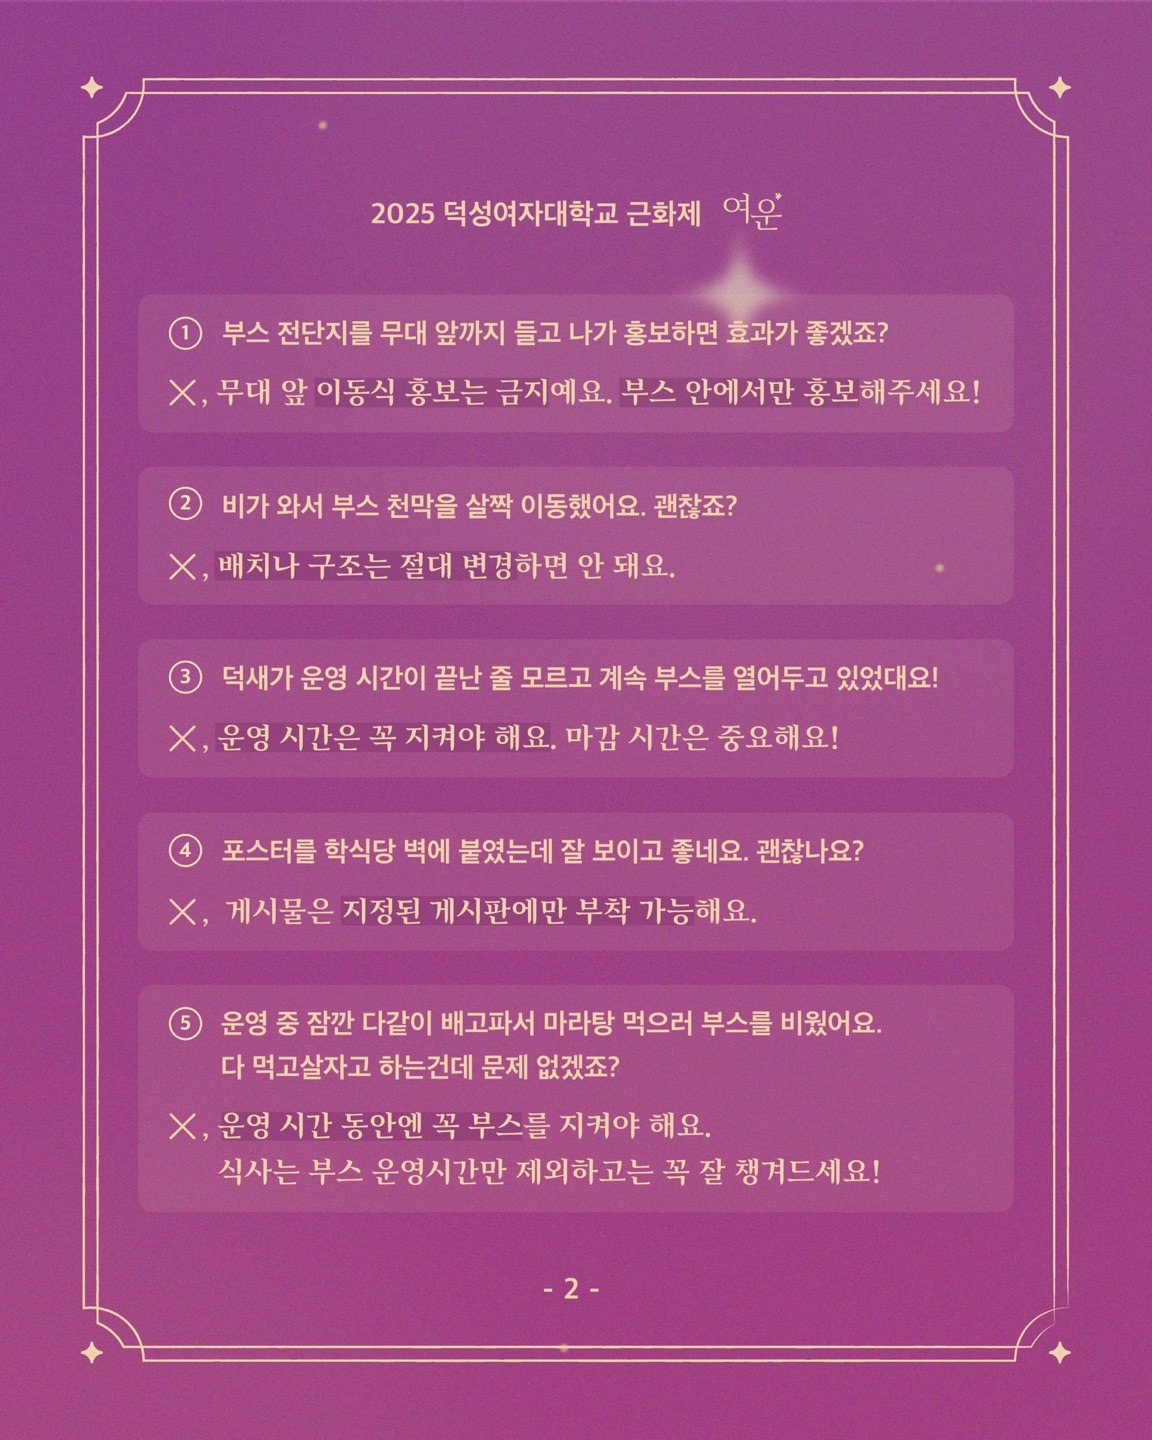 2025 덕성여자대학교 근화제 여운
① 부스 전단지를 무대 앞까지 들고 나가 홍보하면 효과가 좋겠죠?
X, 무대 앞 이동식 홍보는 금지예요. 부스 안에서만 홍보해주세요!
② 비가 와서 부스 천막을 살짝 이동했어요. 괜찮죠?
X, 배치나 구조는 절대 변경하면 안 돼요.
③ 덕새가 운영 시간이 끝난 줄 모르고 계속 부스를 열어두고 있었대요!
X, 운영 시간은 꼭 지켜야 해요. 마감 시간은 중요해요!
④ 포스터를 학식당 벽에 붙였는데 잘 보이고 좋네요. 괜찮나요?
X, 게시물은 지정된 게시판에만 부착 가능해요.
⑤ 운영 중 잠깐 다같이 배고파서 마라탕 먹으러 부스를 비웠어요.
다 먹고살자고 하는건데 문제 없겠죠?
X, 운영 시간 동안엔 꼭 부스를 지켜야 해요.
식사는 부스 운영시간만 제외하고는 꼭 잘 챙겨드세요!
- 2 -